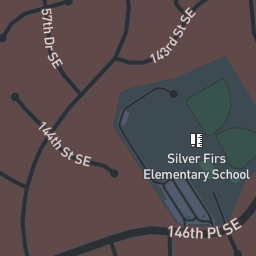 57th Dr SE
143rd St SE
144th St SE
Silver Firs
Elementary School
146th Pl SE